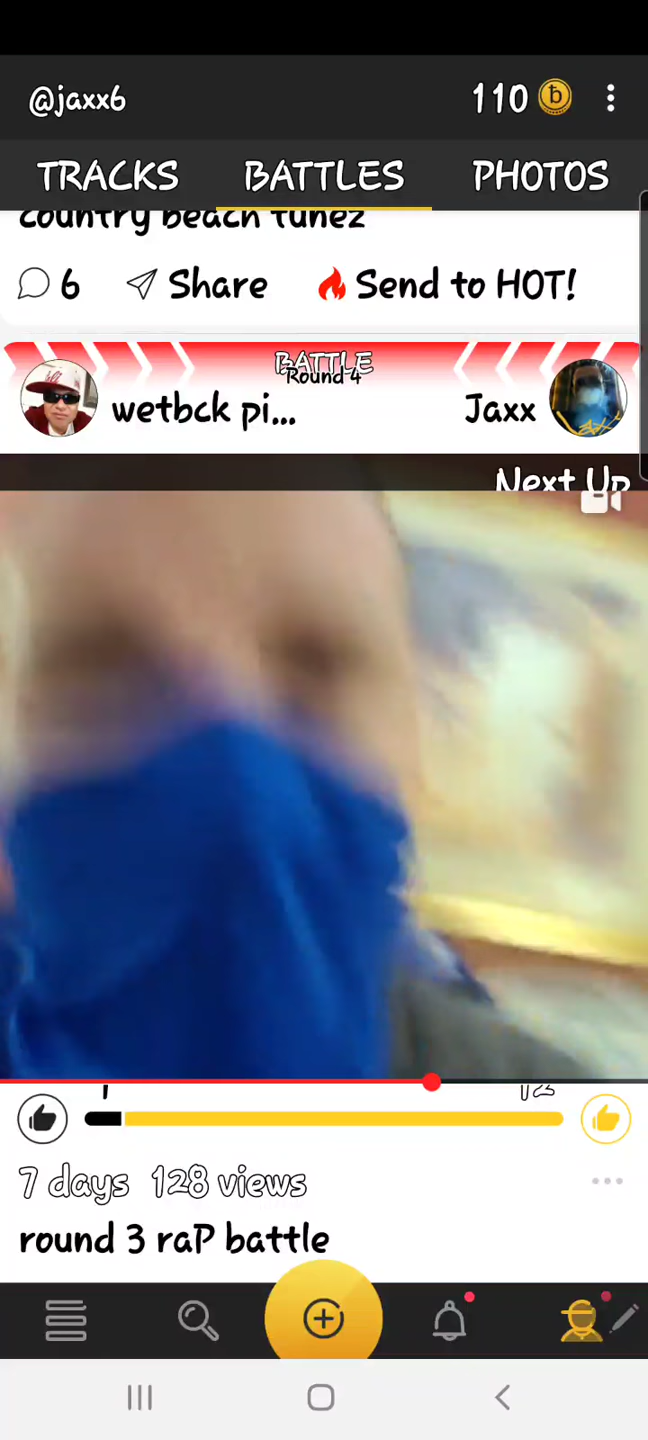 @jaxx6
110
TRACKS BATTLES PHOTOS
country beach tunez
6 Share Send to HOT!
BATTLE
Round 4
wetbck pi... Jaxx
Next Up
12
7 days 128 views
round 3 raP battle